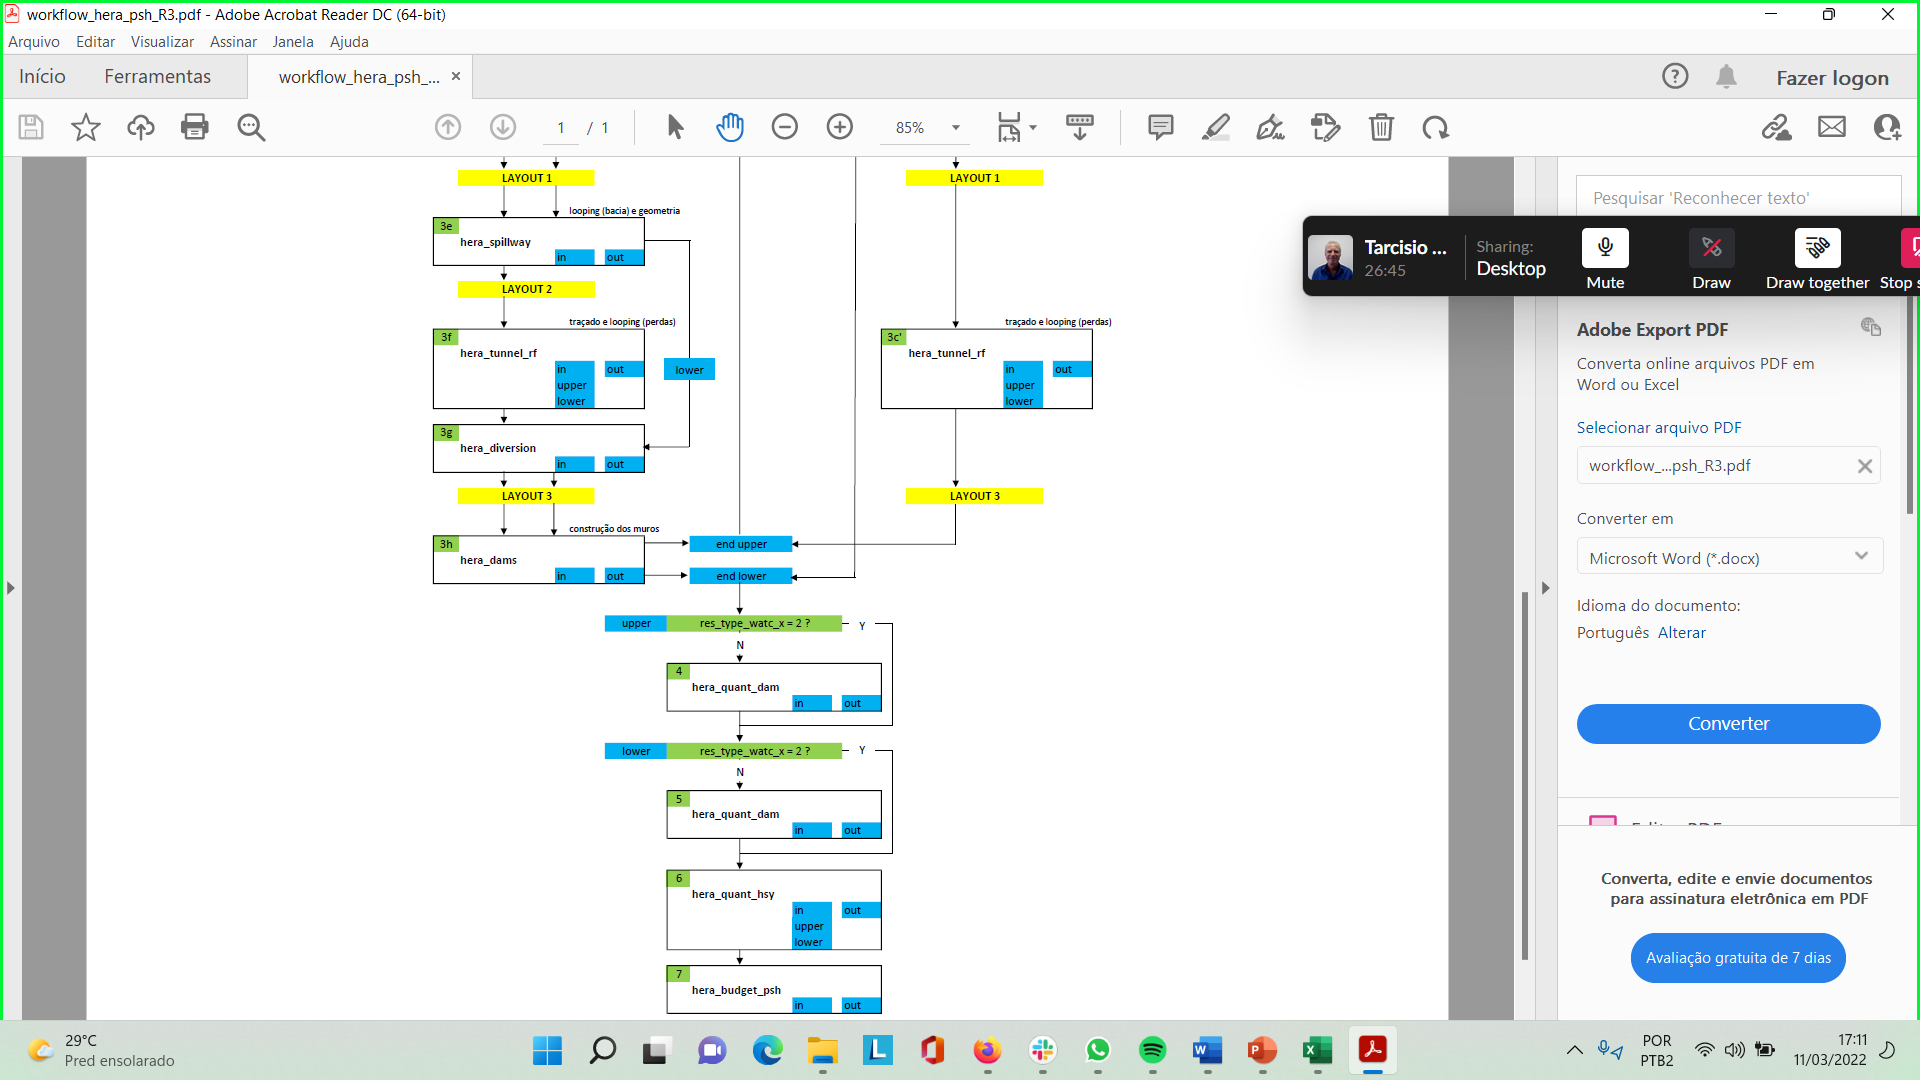 workflow_hera_psh_R3.pdf - Adobe Acrobat Reader DC (64-bit)
Arquivo Editar Visualizar Assinar Janela Ajuda
Início Ferramentas workflow_hera_psh_... × Fazer logon
1 / 1 85%
LAYOUT 1 LAYOUT 1
looping (bacia) e geometria
3e
hera_spillway
in out
LAYOUT 2
traçado e looping (perdas) traçado e looping (perdas)
3f 3c'
hera_tunnel_rf hera_tunnel_rf
in out lower in out
upper upper
lower lower
3g
hera_diversion
in out
LAYOUT 3 LAYOUT 3
construção dos muros
3h end upper
hera_dams
in out end lower
upper res_type_watc_x = 2 ? Y
N
4
hera_quant_dam
in out
lower res_type_watc_x = 2 ? Y
N
5
hera_quant_dam
in out
6
hera_quant_hsy
in out
upper
lower
7
hera_budget_psh
in out
Pesquisar 'Reconhecer texto'
Tarcisio ... Sharing:
26:45 Desktop
Mute Draw Draw together Stop s
Adobe Export PDF
Converta online arquivos PDF em
Word ou Excel
Selecionar arquivo PDF
workflow_...psh_R3.pdf
Converter em
Microsoft Word (*.docx)
Idioma do documento:
Português Alterar
Converter
Converta, edite e envie documentos
para assinatura eletrônica em PDF
Avaliação gratuita de 7 dias
29°C
Pred ensolarado
POR
PTB2
17:11
11/03/2022